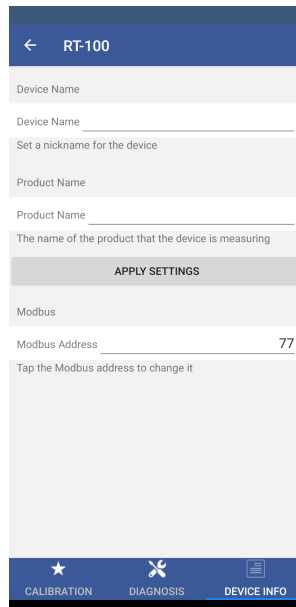 RT-100
Device Name
Device Name
Set a nickname for the device
Product Name
Product Name
The name of the product that the device is measuring
APPLY SETTINGS
Modbus
Modbus Address 77
Tap the Modbus address to change it
CALIBRATION DIAGNOSIS DEVICE INFO